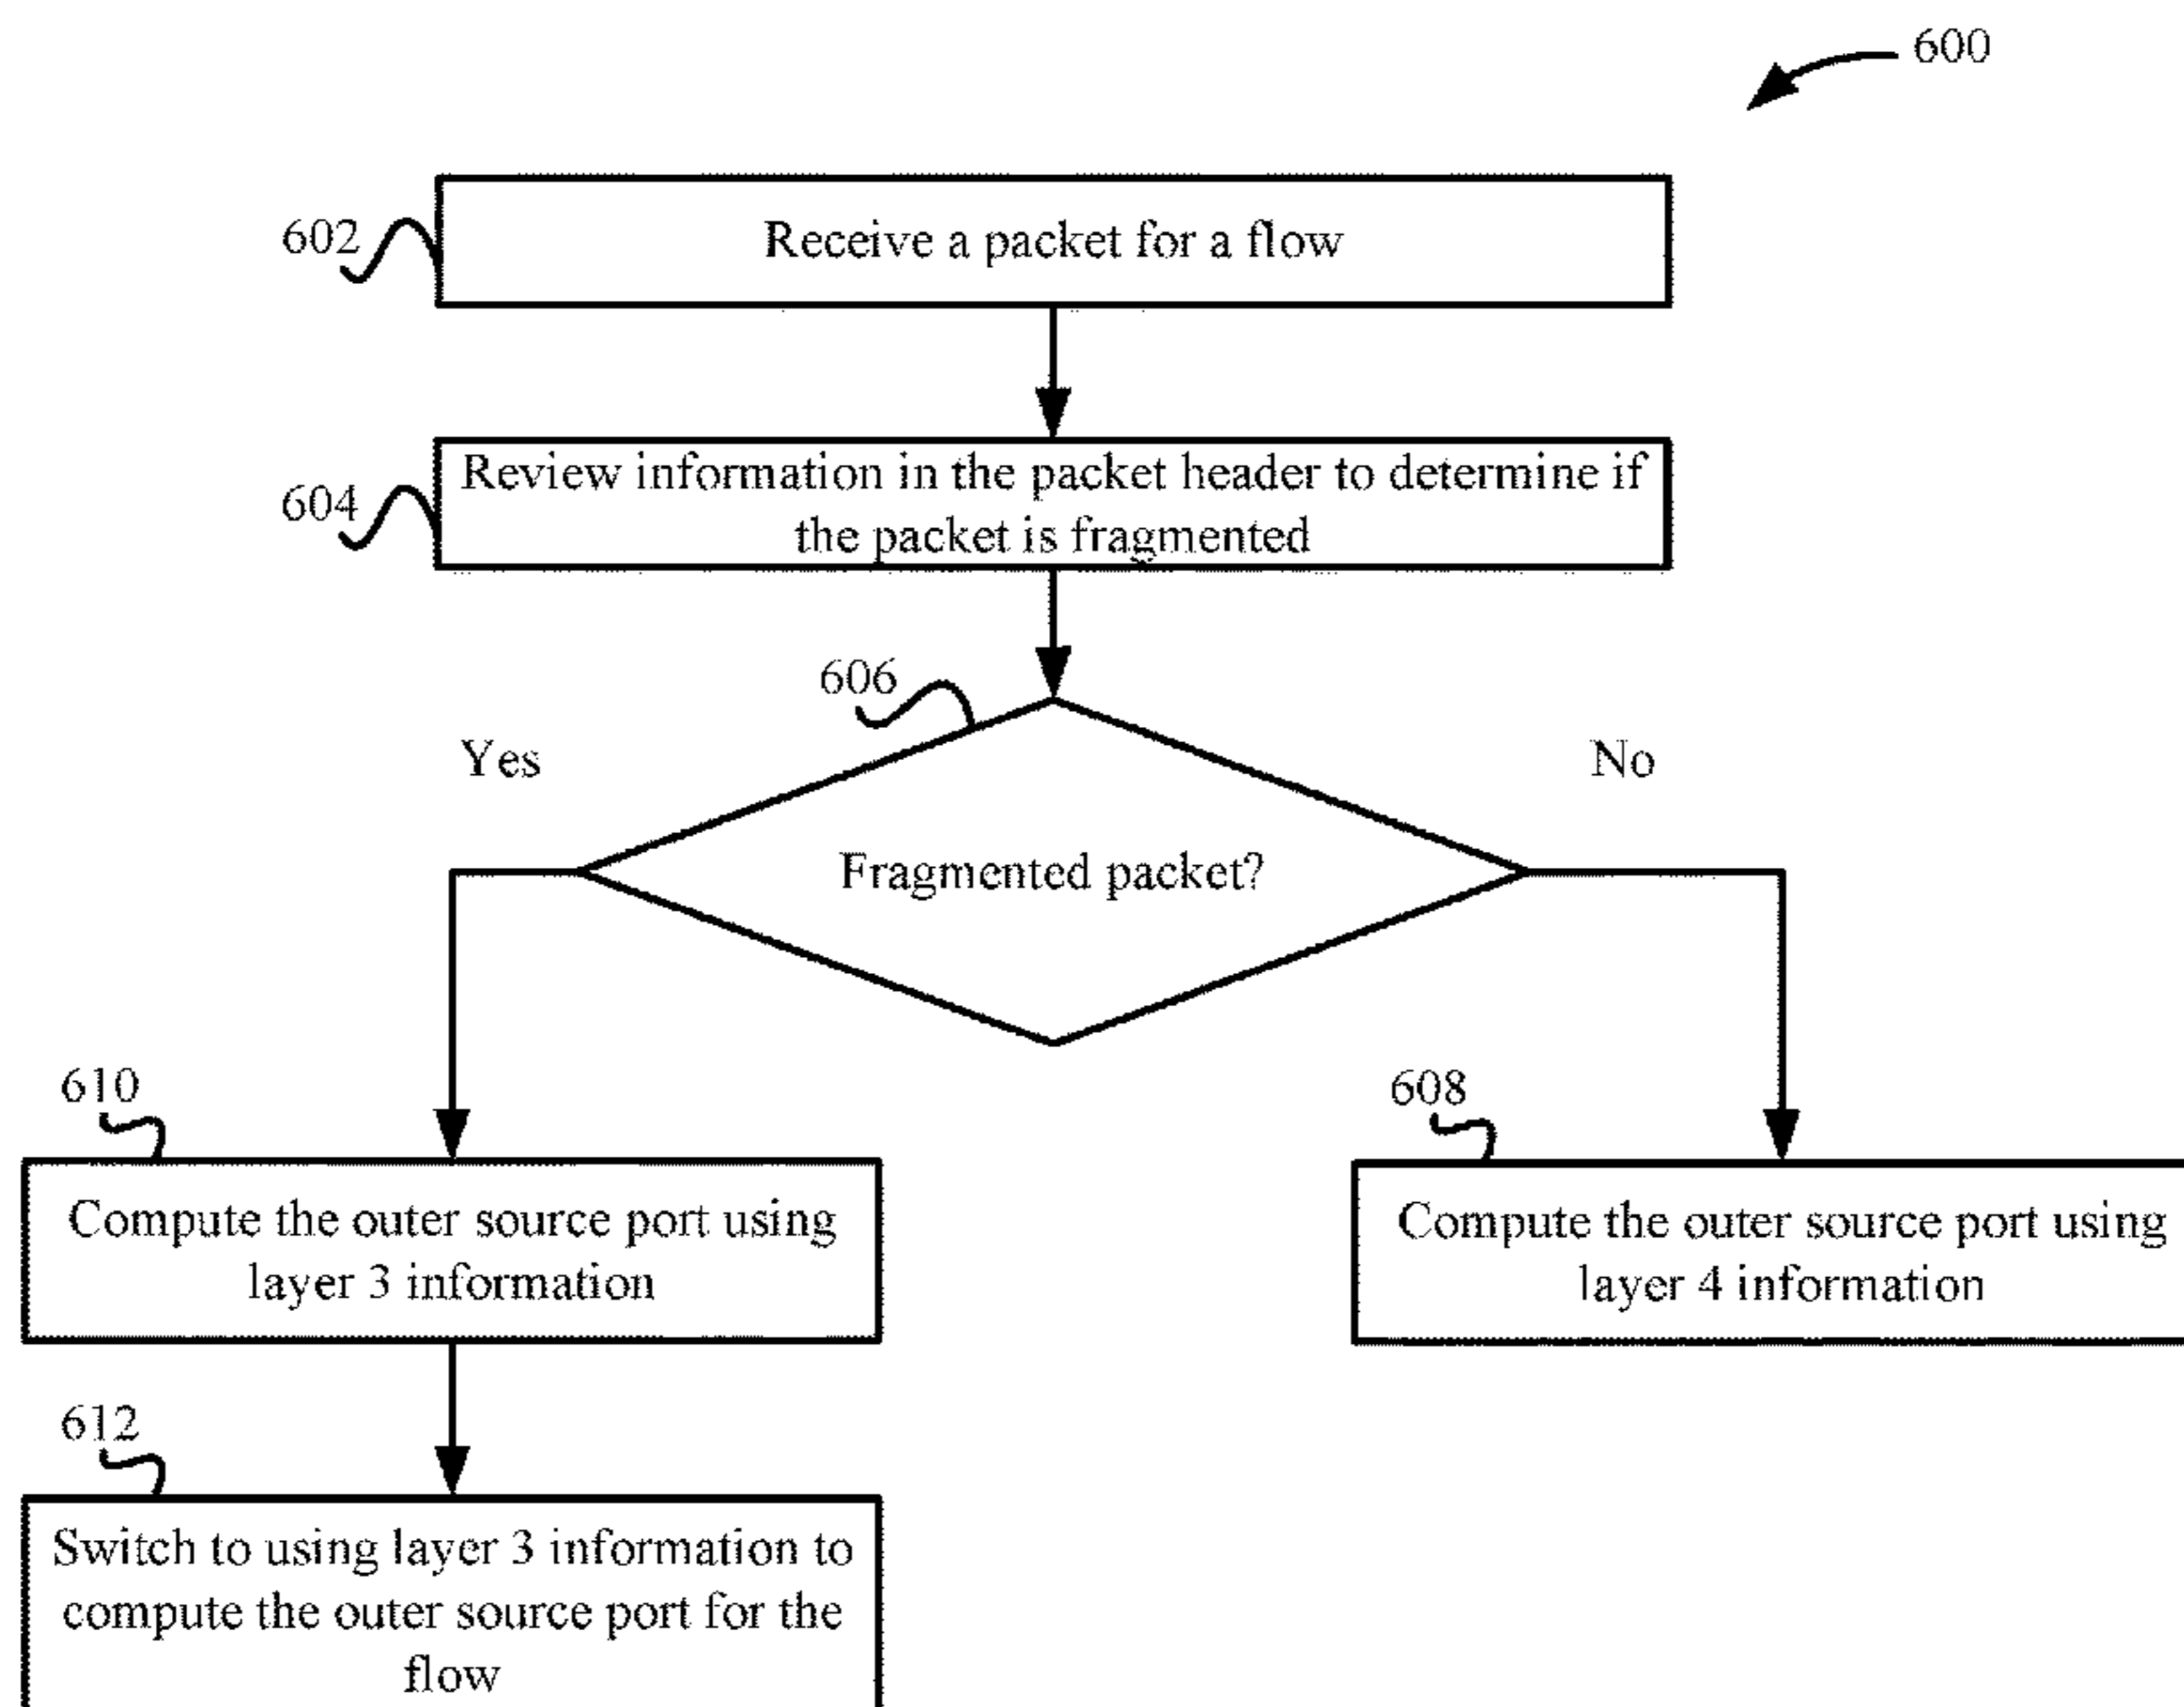 600
602
Receive a packet for a flow
604
Review information in the packet header to determine if
the packet is fragmented
606
Yes
No
Fragmented packet?
610
Compute the outer source port using
layer 3 information
608
Compute the outer source port using
layer 4 information
612
Switch to using layer 3 information to
compute the outer source port for the
flow